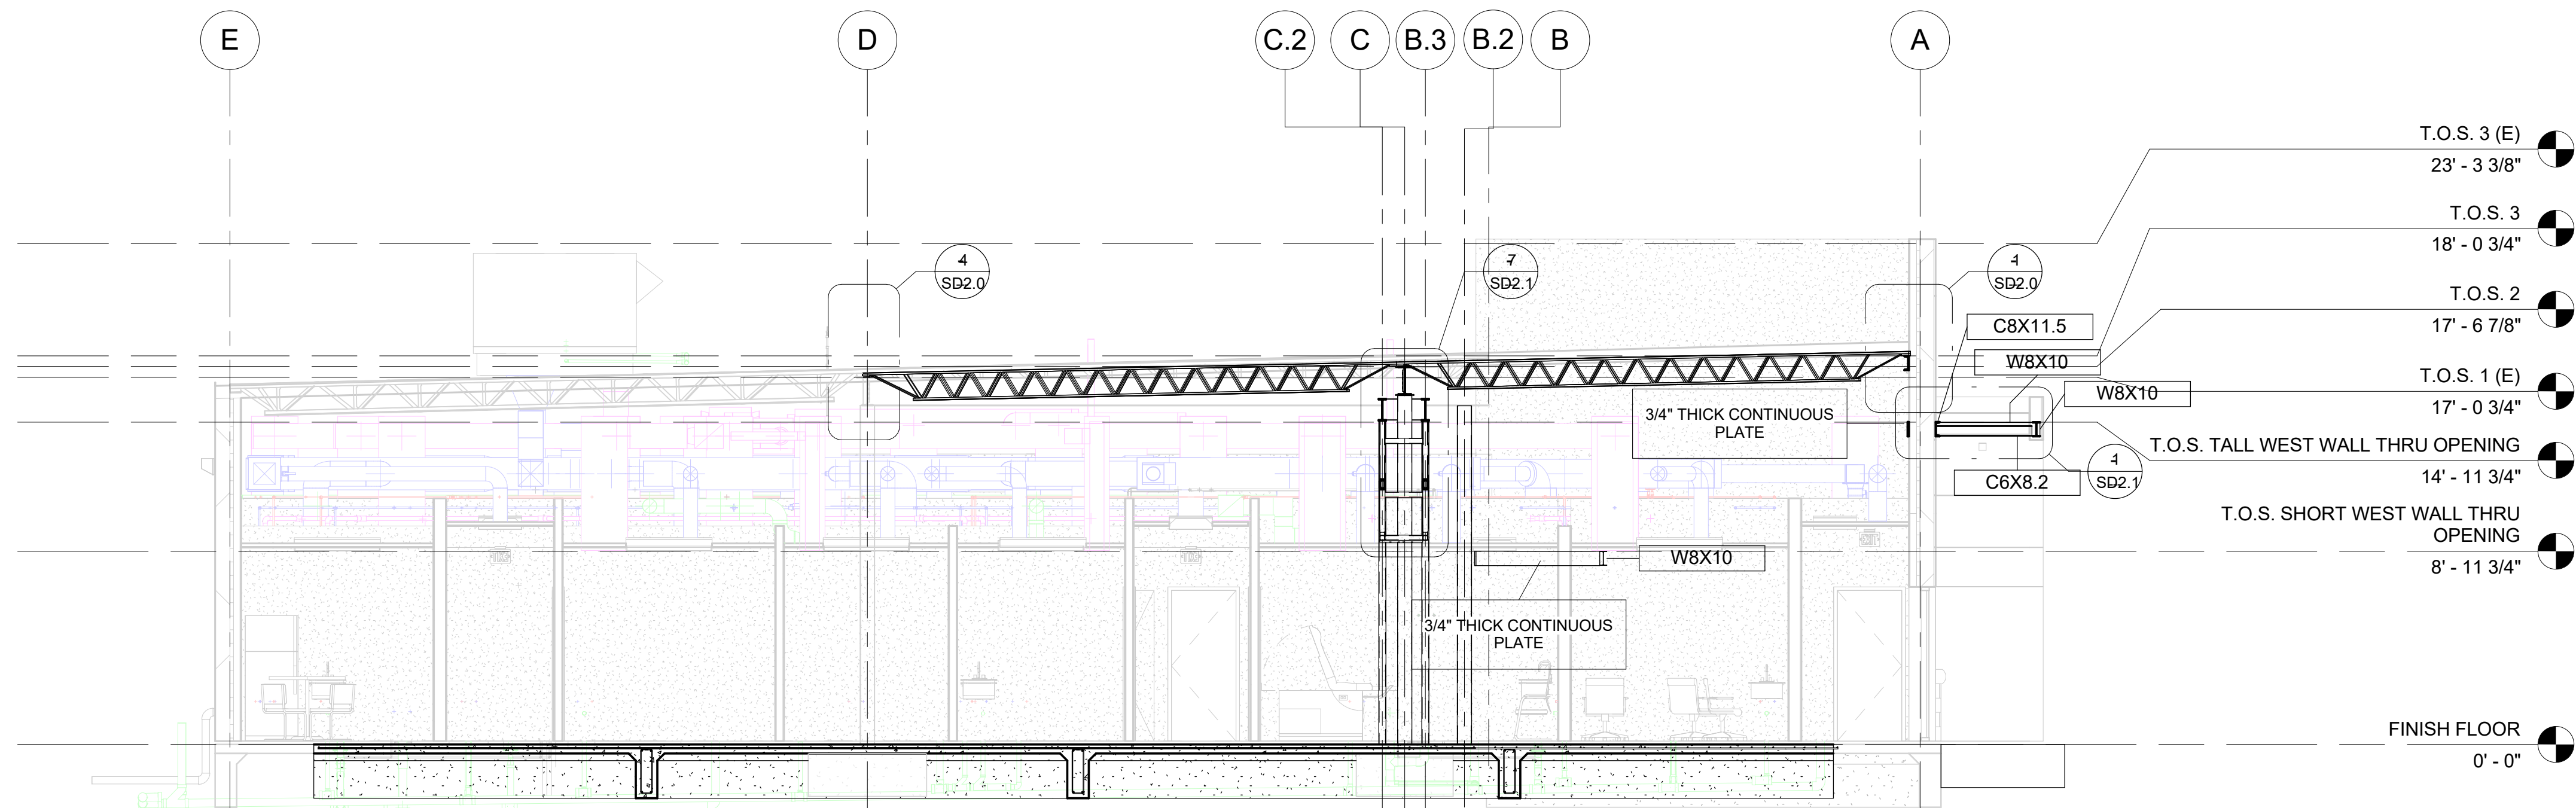 E
D
C.2
C
B.3
B.2
B
A
T.O.S. 3 (E)
23' - 3 3/8"
T.O.S. 3
18' - 0 3/4"
4
SD2.0
7
SD2.1
1
SD2.0
T.O.S. 2
17' - 6 7/8"
C8X11.5
W8X10
T.O.S. 1 (E)
17' - 0 3/4"
W8X10
3/4" THICK CONTINUOUS
PLATE
T.O.S. TALL WEST WALL THRU OPENING
14' - 11 3/4"
C6X8.2
1
SD2.1
T.O.S. SHORT WEST WALL THRU
OPENING
8' - 11 3/4"
W8X10
3/4" THICK CONTINUOUS
PLATE
FINISH FLOOR
0' - 0"